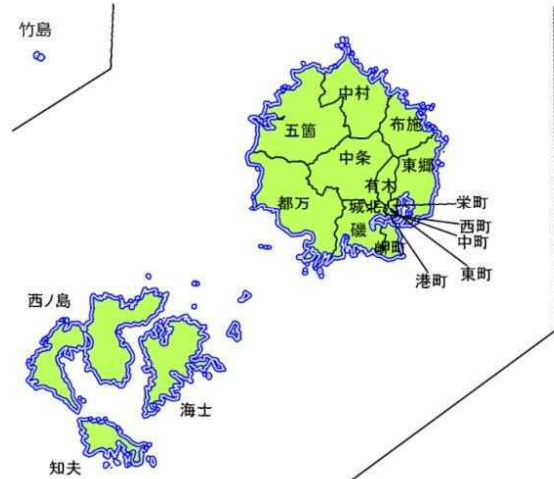 竹島
中村
布施
五箇
中条
東郷
有木
都万
城北
栄町
西町
磯
岬町
中町
東町
港町
西ノ島
海士
知夫